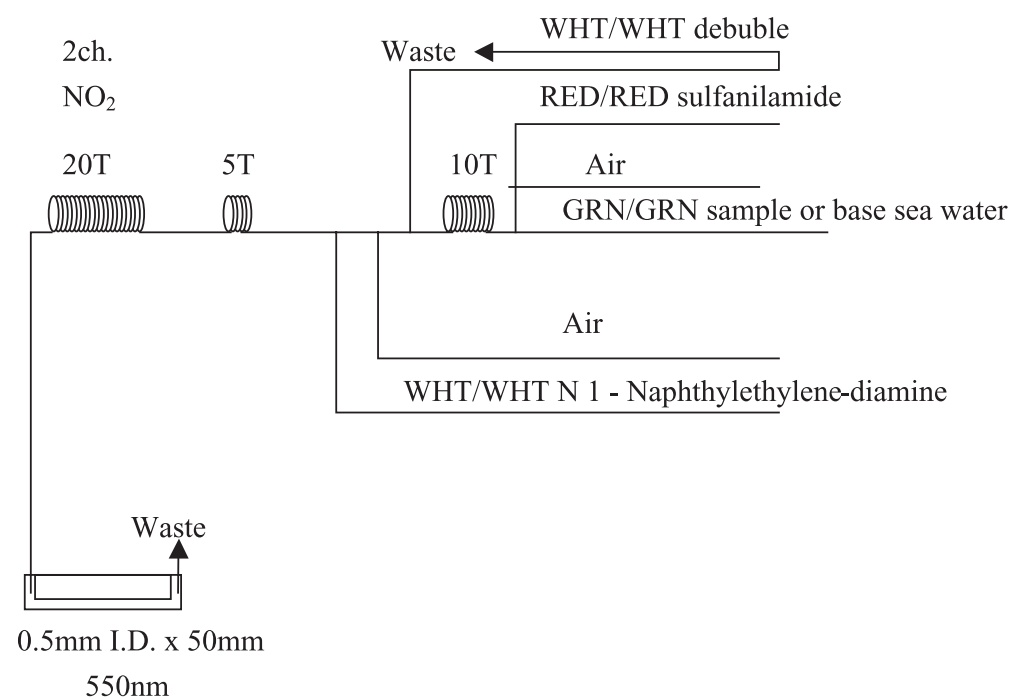 2ch.
NO₂
Waste
WHT/WHT debuble
RED/RED sulfanilamide
20T
5T
10T
Air
GRN/GRN sample or base sea water
Air
WHT/WHT N 1 - Naphthylethylene-diamine
Waste
0.5mm I.D. x 50mm
550nm